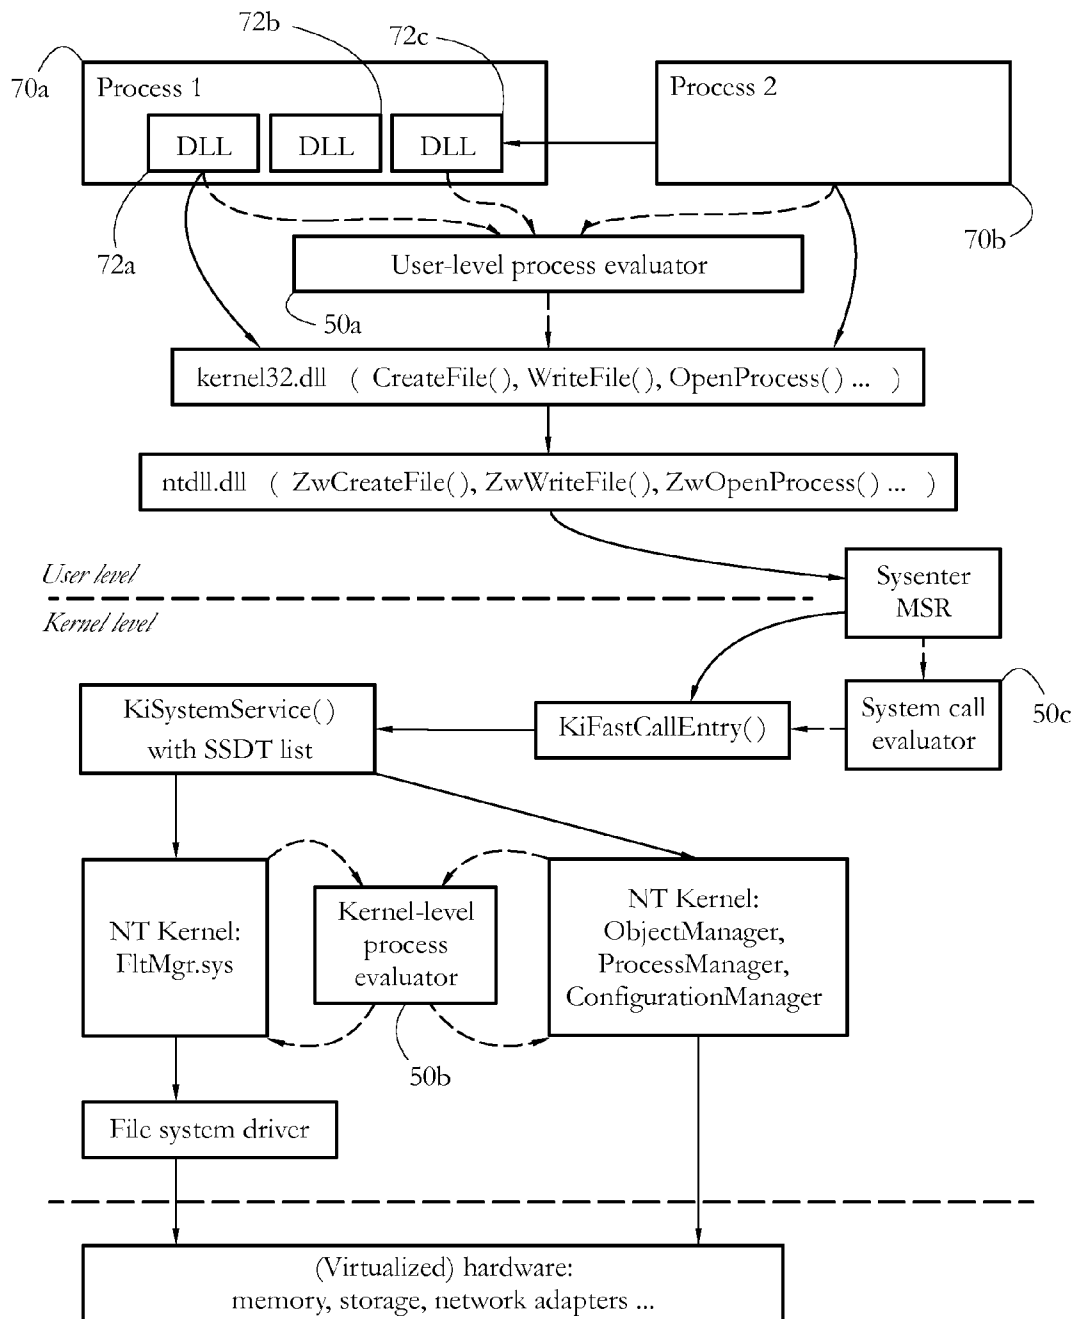 72b
72c
70a
Process 1
Process 2
DLL
DLL
DLL
72a
70b
User-level process evaluator
50a
kernel32.dll ( CreateFile( ), WriteFile( ), OpenProcess( ) ... )
ntdll.dll ( ZwCreateFile( ), ZwWriteFile( ), ZwOpenProcess( ) ... )
User level
Kernel level
Sysenter
MSR
KiSystemService( )
with SSDT list
KiFastCallEntry( )
System call
evaluator
50c
NT Kernel:
FltMgr.sys
Kernel-level
process
evaluator
NT Kernel:
ObjectManager,
ProcessManager,
ConfigurationManager
50b
File system driver
(Virtualized) hardware:
memory, storage, network adapters ...